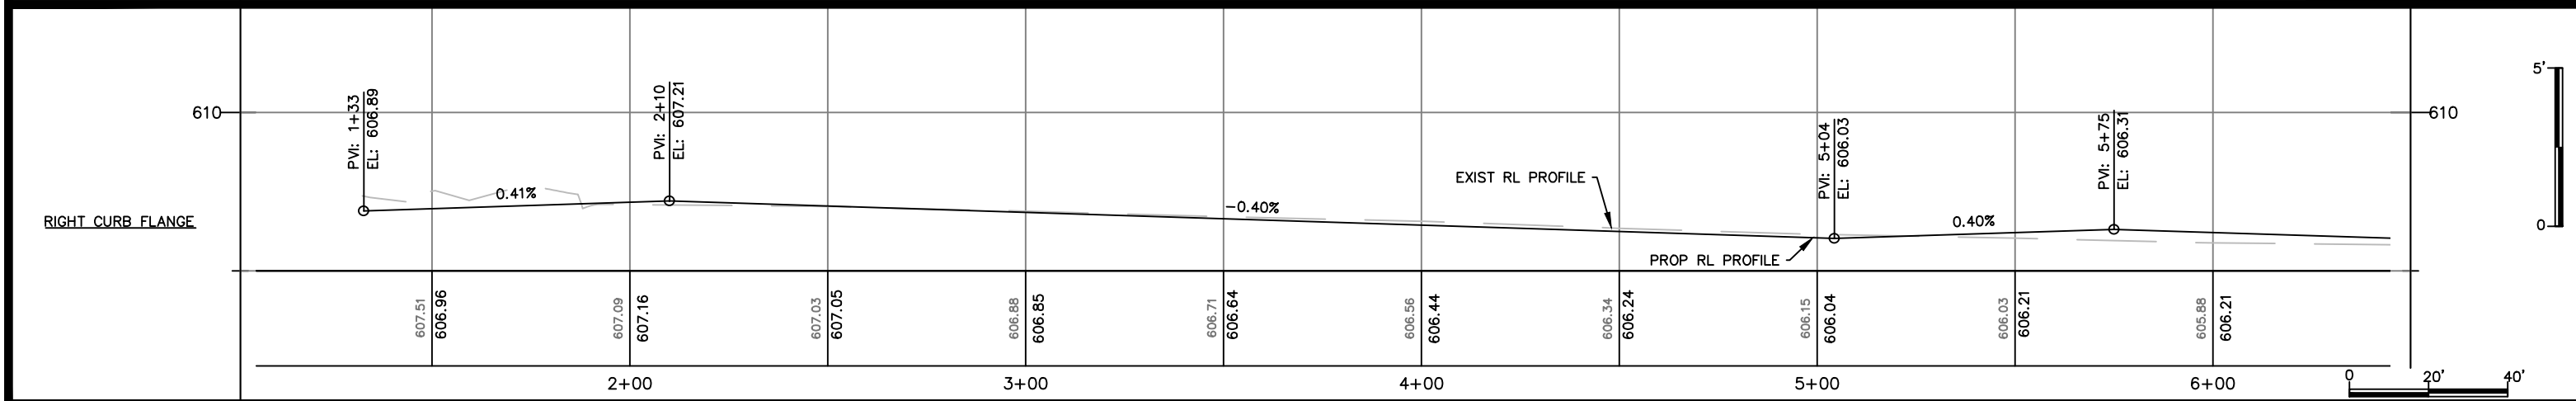 5'
610
610
PVI: 1+33
EL: 606.89
PVI: 2+10
EL: 607.21
PVI: 5+04
EL: 606.03
PVI: 5+75
EL: 606.31
EXIST RL PROFILE
0.41%
-0.40%
0.40%
RIGHT CURB FLANGE
0
PROP RL PROFILE
607.51
606.96
607.09
607.16
607.03
607.05
606.88
606.85
606.71
606.64
606.56
606.44
606.34
606.24
606.15
606.04
606.03
606.21
605.88
606.21
2+00
3+00
4+00
5+00
6+00
0 20' 40'